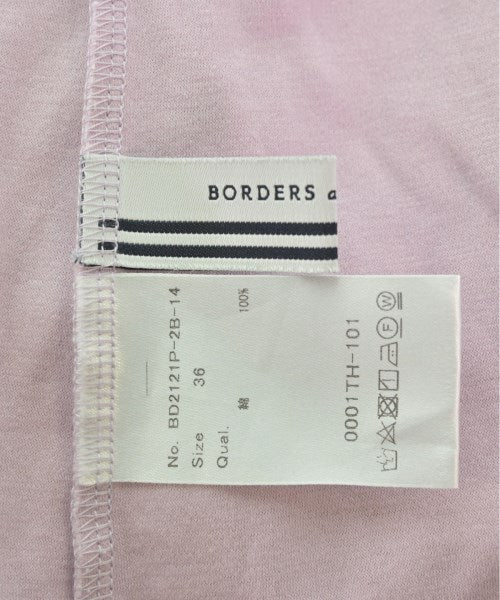 BORDERS a
No. BD2121P-2B-14
Size 36
Qual. 綿 100%
0001TH-101